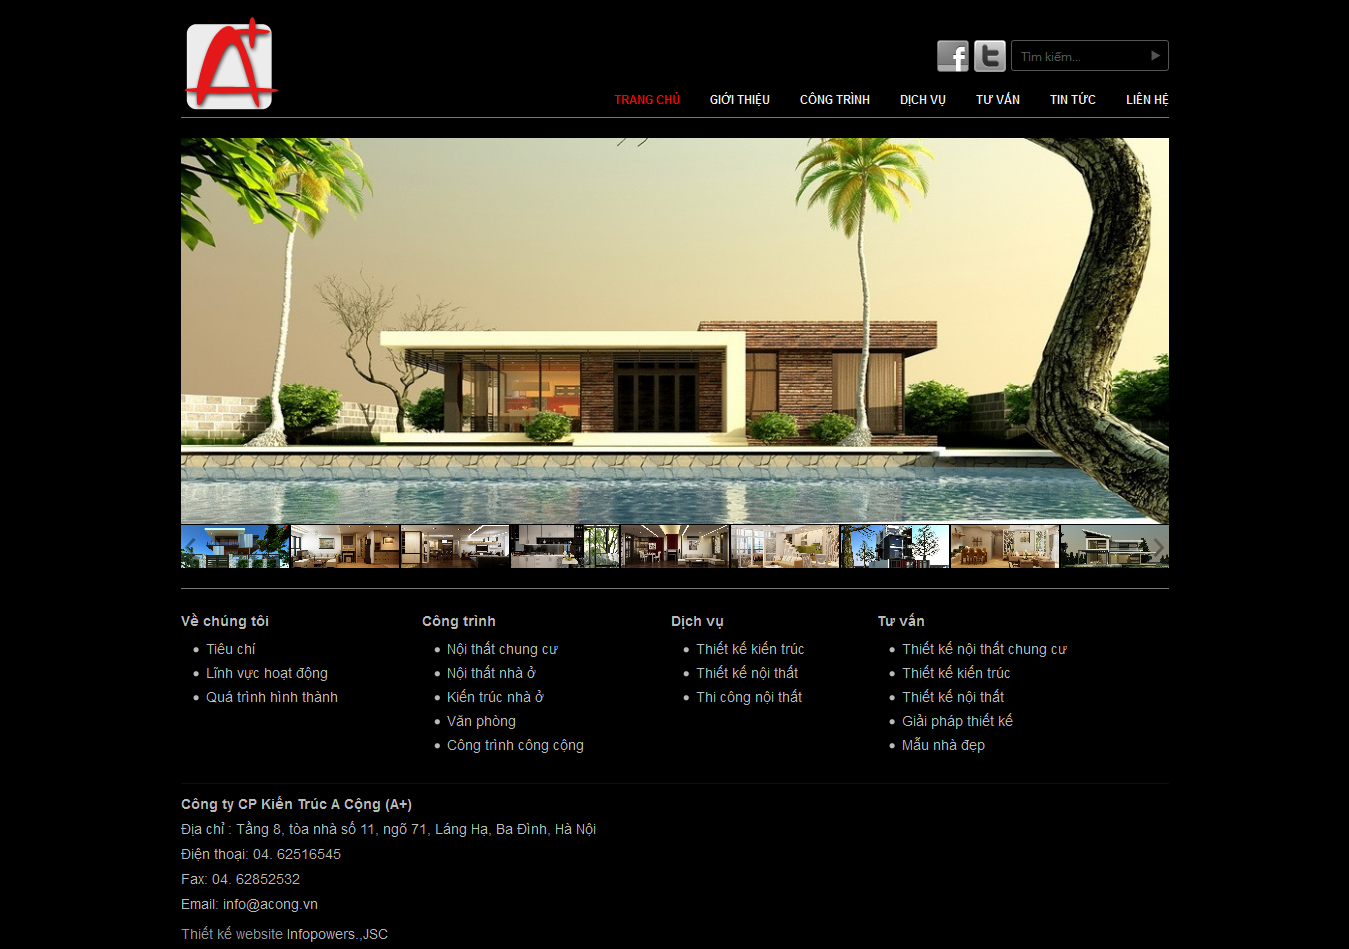 A+
Tìm kiếm...
TRANG CHỦ GIỚI THIỆU CÔNG TRÌNH DỊCH VỤ TƯ VẤN TIN TỨC LIÊN HỆ
Về chúng tôi
Tiêu chí
Lĩnh vực hoạt động
Quá trình hình thành
Công trình
Nội thất chung cư
Nội thất nhà ở
Kiến trúc nhà ở
Văn phòng
Công trình công cộng
Dịch vụ
Thiết kế kiến trúc
Thiết kế nội thất
Thi công nội thất
Tư vấn
Thiết kế nội thất chung cư
Thiết kế kiến trúc
Thiết kế nội thất
Giải pháp thiết kế
Mẫu nhà đẹp
Công ty CP Kiến Trúc A Cộng (A+)
Địa chỉ : Tầng 8, tòa nhà số 11, ngõ 71, Láng Hạ, Ba Đình, Hà Nội
Điện thoại: 04. 62516545
Fax: 04. 62852532
Email: info@acong.vn
Thiết kế website Infopowers.,JSC